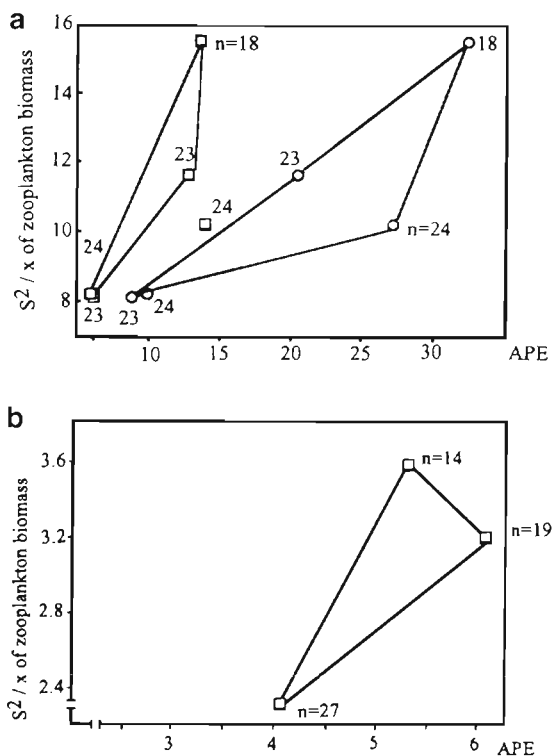 a
S² / x of zooplankton biomass
16
14
12
10
8
n=18
18
23
23
24
n=24
24
23
23
24
10
15
20
25
30
APE
b
S² / x of zooplankton biomass
3.6
3.2
2.8
2.4
n=14
n=19
n=27
3
4
5
6
APE